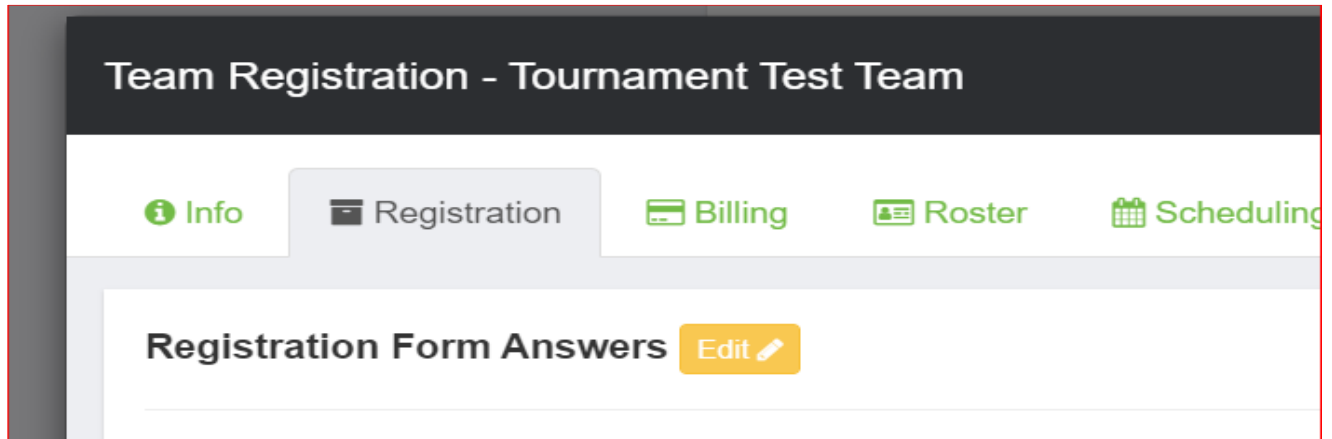 Team Registration - Tournament Test Team
Info Registration Billing Roster Scheduling
Registration Form Answers Edit